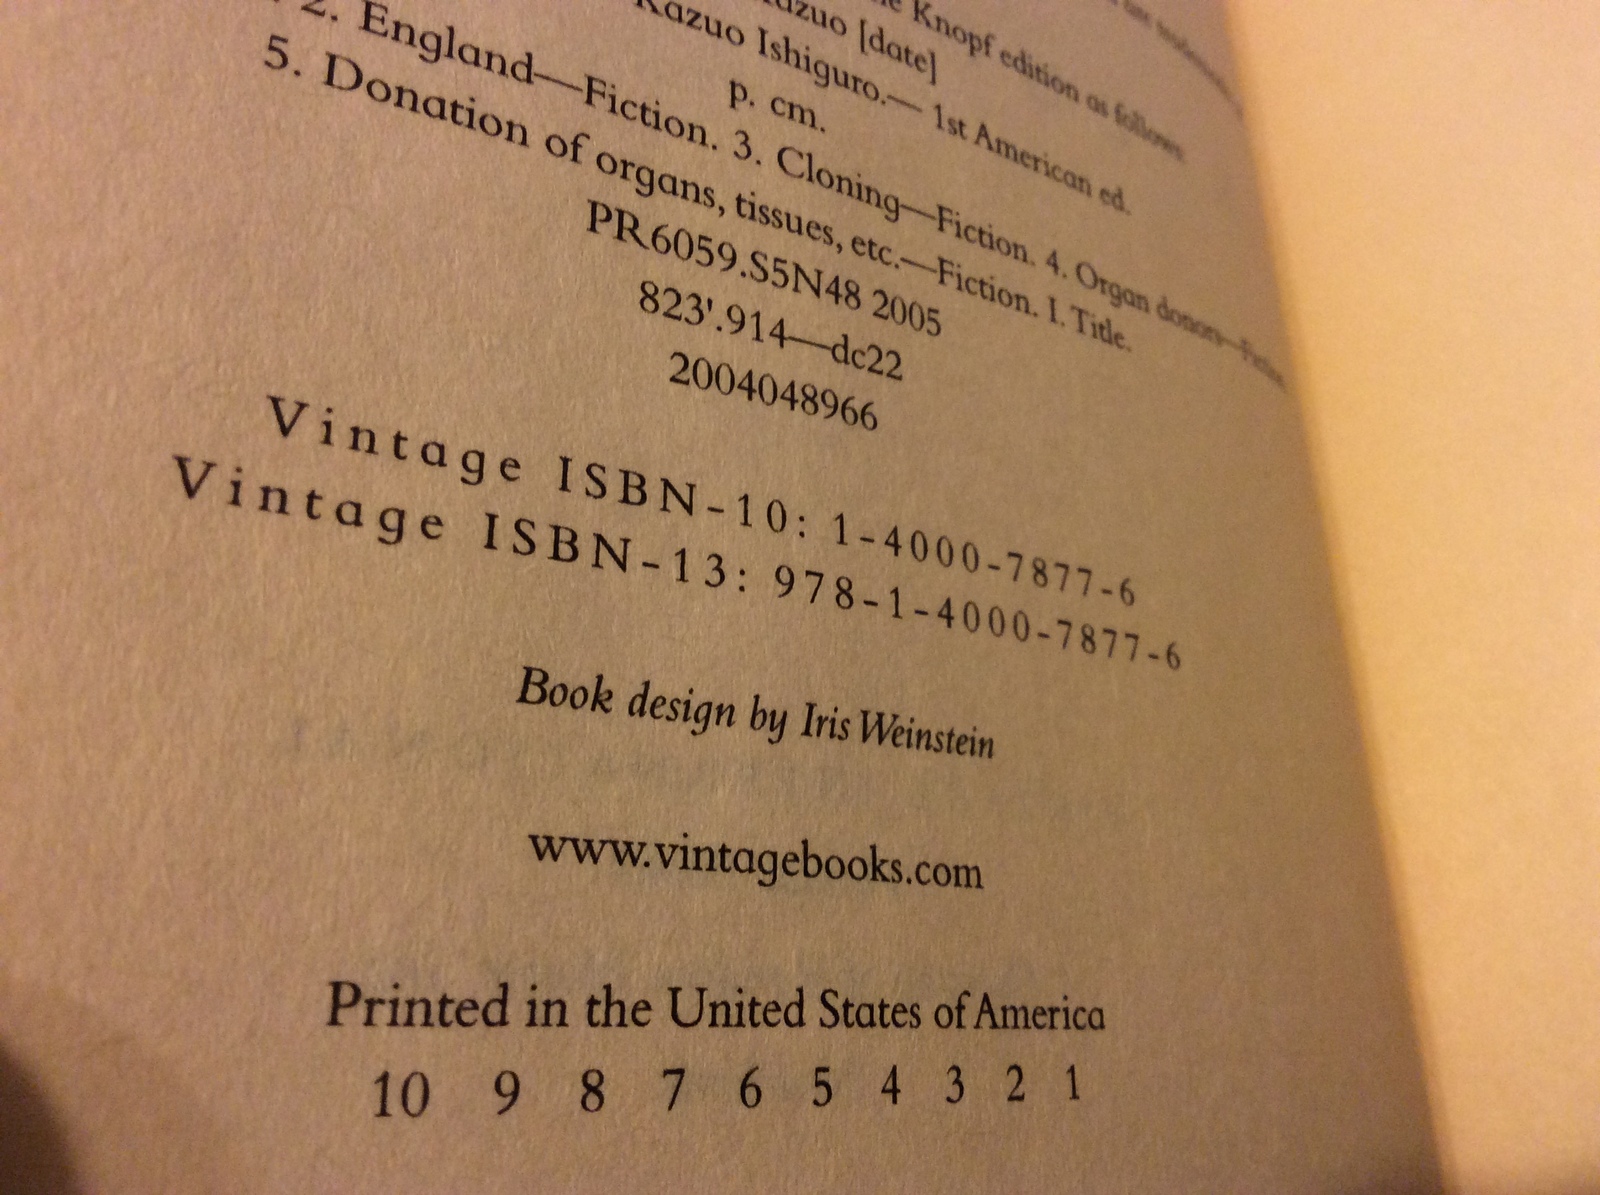 Knopf edition as follows:
Kazuo [date]
Kazuo Ishiguro.— 1st American ed.
p. cm.
2. England—Fiction. 3. Cloning—Fiction. 4. Organ donors—Fiction.
5. Donation of organs, tissues, etc.—Fiction. I. Title.
PR6059.S5N48 2005
823'.914—dc22
2004048966
Vintage ISBN-10: 1-4000-7877-6
Vintage ISBN-13: 978-1-4000-7877-6
Book design by Iris Weinstein
www.vintagebooks.com
Printed in the United States of America
10 9 8 7 6 5 4 3 2 1